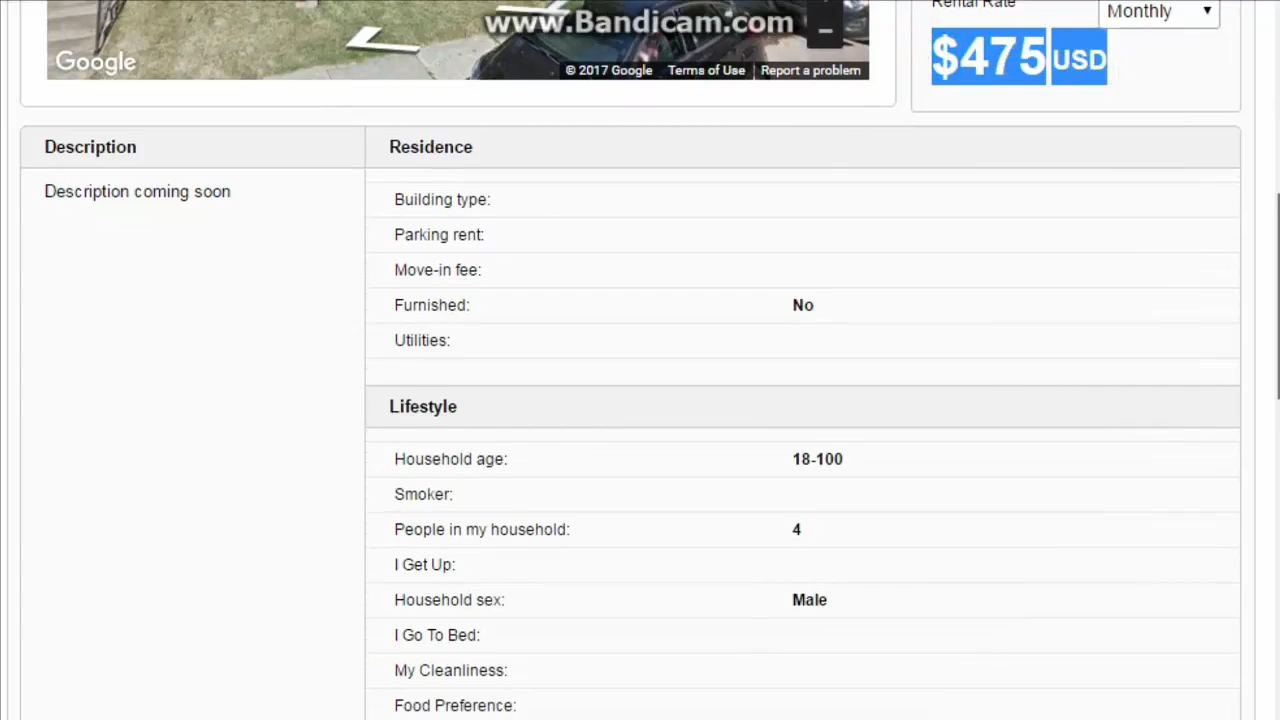 www.Bandicam.com
Google
© 2017 Google
Terms of Use
Report a problem
Rental Rate
Monthly
$475 USD
Description
Description coming soon
Residence
Building type:
Parking rent:
Move-in fee:
Furnished: No
Utilities:
Lifestyle
Household age: 18-100
Smoker:
People in my household: 4
I Get Up:
Household sex: Male
I Go To Bed:
My Cleanliness:
Food Preference: